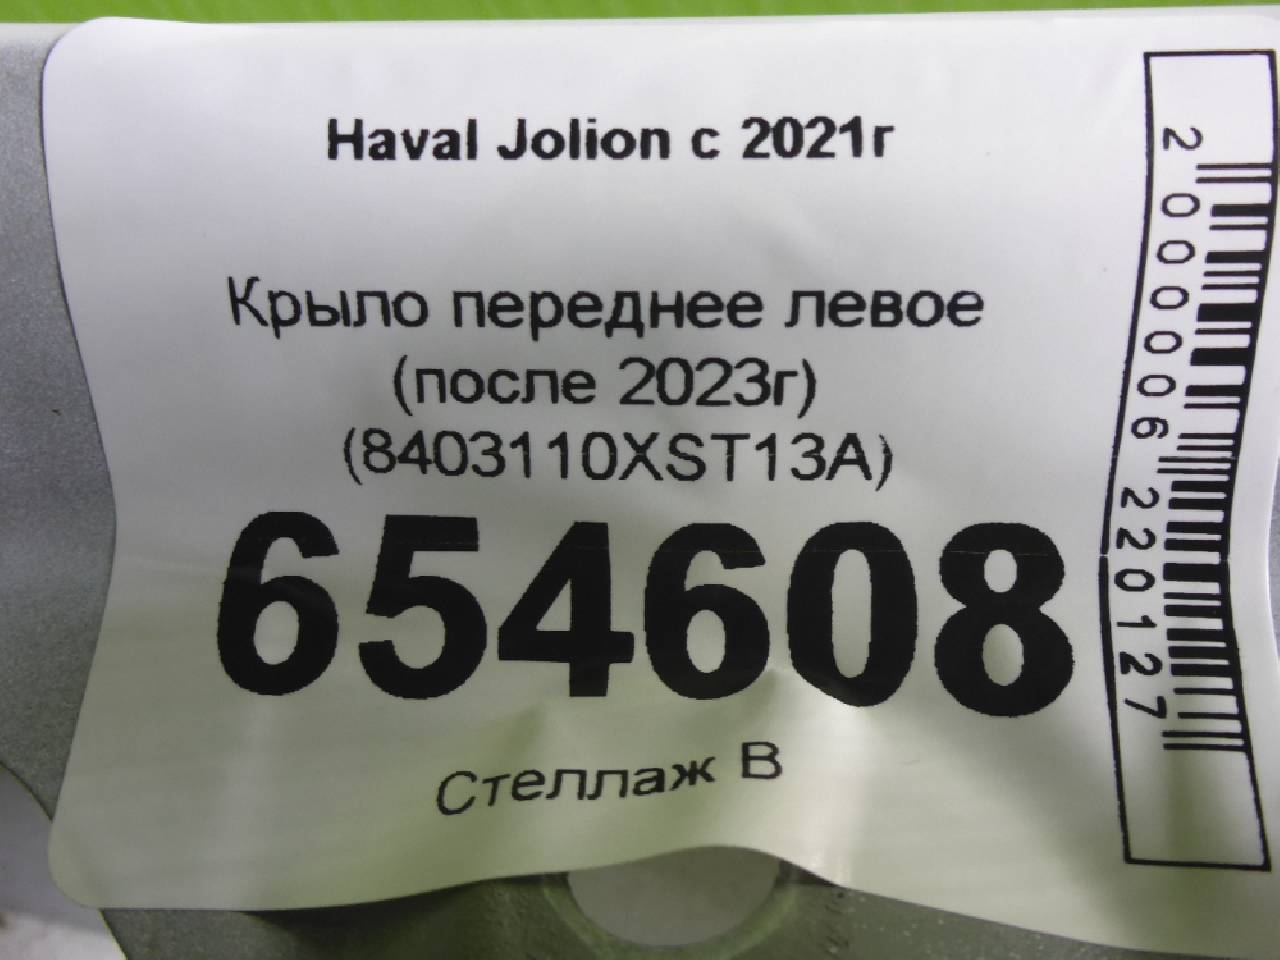 Haval Jolion с 2021г
Крыло переднее левое
(после 2023г)
(8403110XST13A)
654608
Стеллаж В
2000006220127